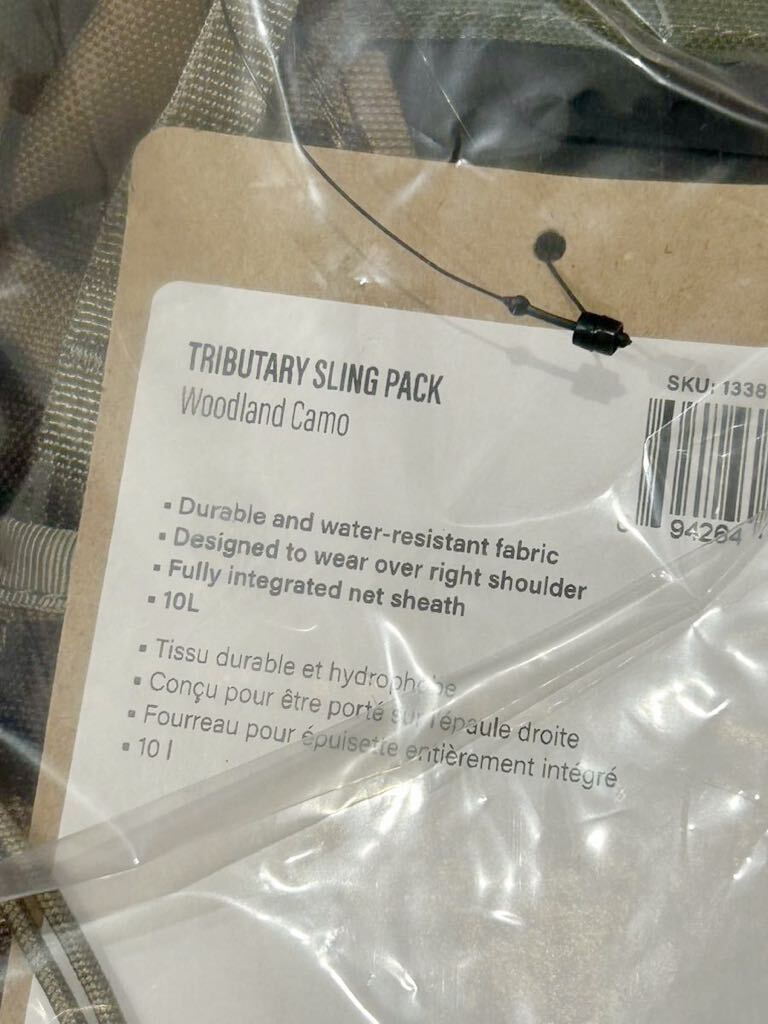 TRIBUTARY SLING PACK
Woodland Camo
SKU: 1338
94264
▪ Durable and water-resistant fabric
▪ Designed to wear over right shoulder
▪ Fully integrated net sheath
▪ 10L
▪ Tissu durable et hydrophobe
▪ Conçu pour être porté sur l'épaule droite
▪ Fourreau pour épuisette entièrement intégré
▪ 10 l